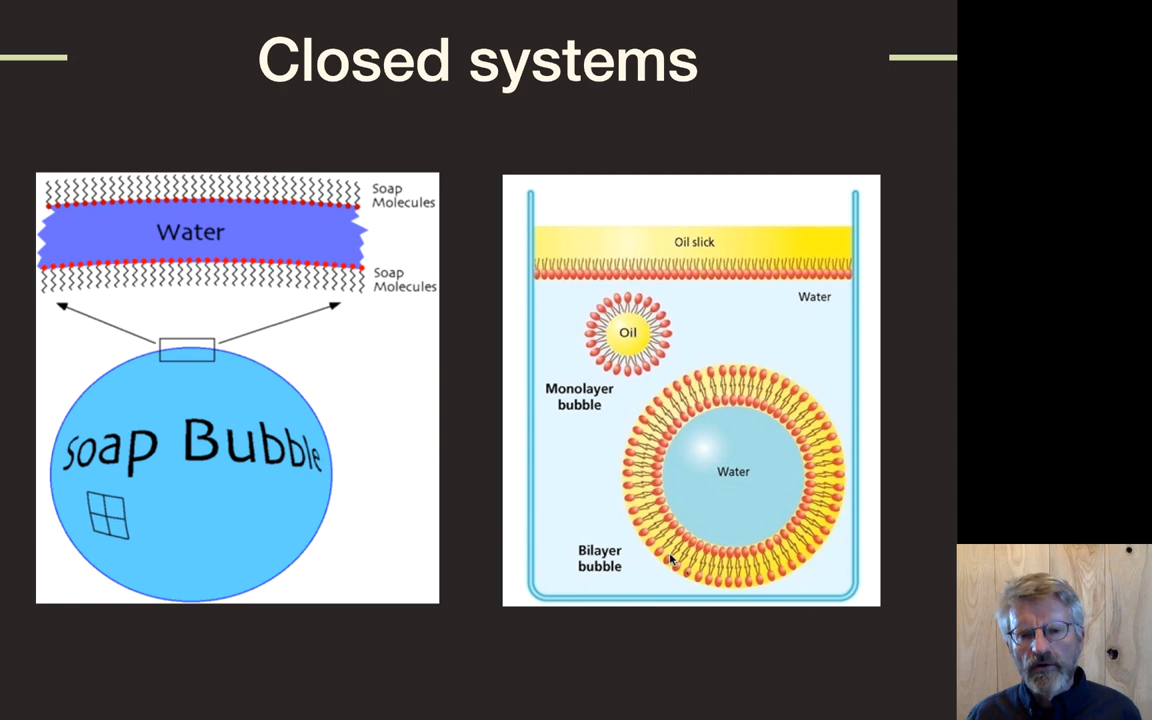 Closed systems
Soap
Molecules
Water
Soap
Molecules
Soap Bubble
Oil slick
Water
Oil
Monolayer
bubble
Water
Bilayer
bubble